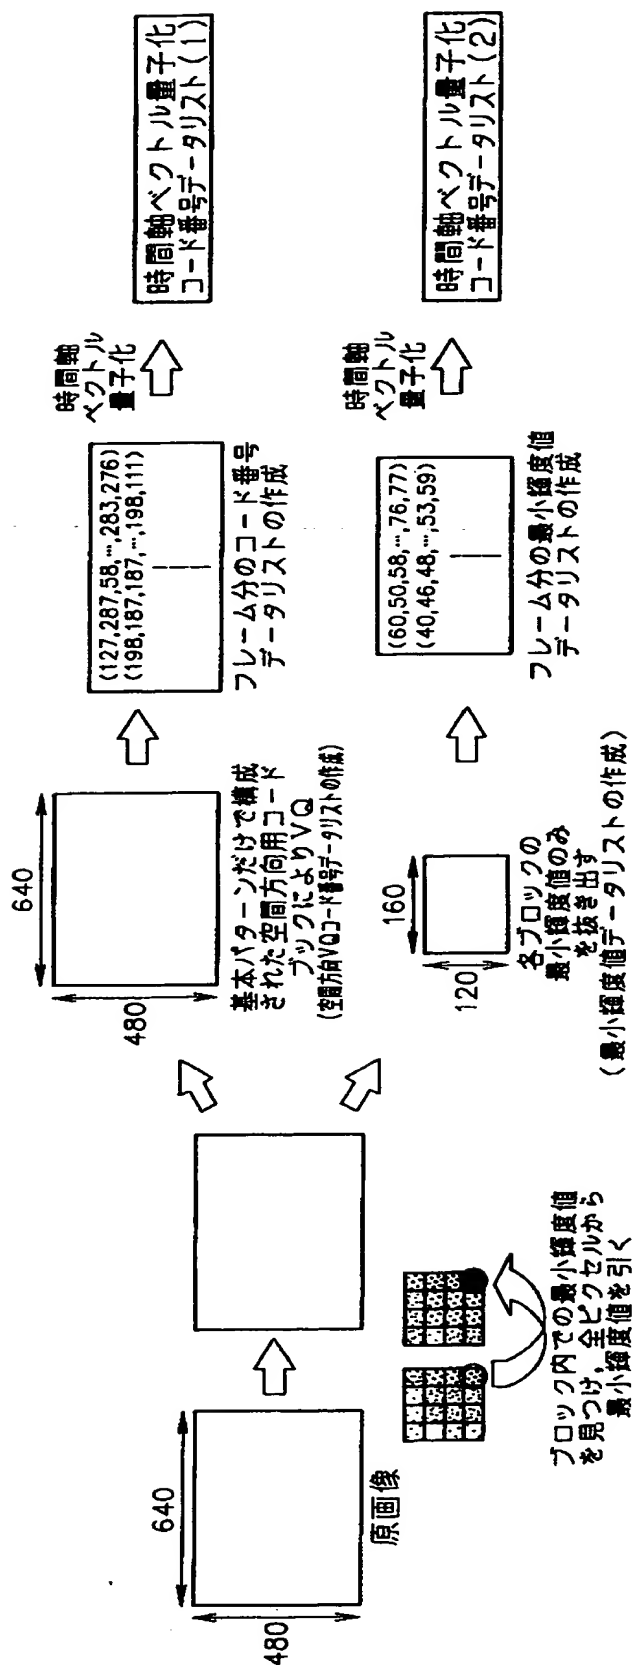 640
480
原画像
ブロック内での最小輝度値
を見つけ，全ピクセルから
最小輝度値を引く
640
480
基本パターンだけで構成
された空間方向用コード
ブックによりVQ
(空間方向VQコード番号データリストの作成)
(127,287,58,…,283,276)
(198,187,187,…,198,111)
フレーム分のコード番号
データリストの作成
時間軸
ベクトル
量子化
時間軸ベクトル量子化
コード番号データリスト(1)
160
120
各ブロックの
最小輝度値のみ
を抜き出す
(最小輝度値データリストの作成)
(60,50,58,…,76,77)
(40,46,48,…,53,59)
フレーム分の最小輝度値
データリストの作成
時間軸
ベクトル
量子化
時間軸ベクトル量子化
コード番号データリスト(2)